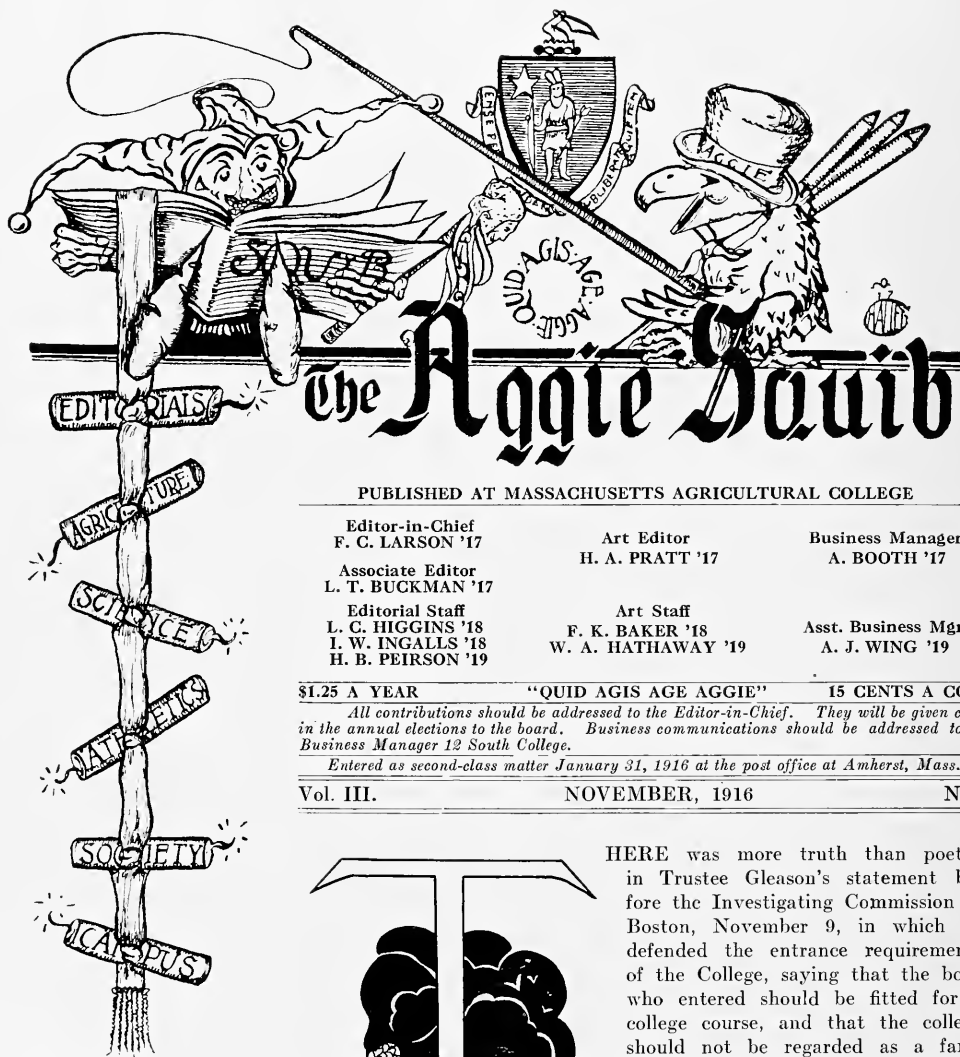 AGGIE
SQUIB
QUID·AGIS·AGE·AGGIE
The Aggie Squib
EDITORIALS
AGRICULTURE
SCIENCE
ATHLETICS
SOCIETY
CAMPUS
PUBLISHED AT MASSACHUSETTS AGRICULTURAL COLLEGE
Editor-in-Chief
F. C. LARSON '17
Associate Editor
L. T. BUCKMAN '17
Editorial Staff
L. C. HIGGINS '18
I. W. INGALLS '18
H. B. PEIRSON '19
Art Editor
H. A. PRATT '17
Art Staff
F. K. BAKER '18
W. A. HATHAWAY '19
Business Manager
A. BOOTH '17
Asst. Business Mgr
A. J. WING '19
$1.25 A YEAR "QUID AGIS AGE AGGIE" 15 CENTS A CO
All contributions should be addressed to the Editor-in-Chief. They will be given c
in the annual elections to the board. Business communications should be addressed to
Business Manager 12 South College.
Entered as second-class matter January 31, 1916 at the post office at Amherst, Mass.
Vol. III. NOVEMBER, 1916 N
THERE was more truth than poet
in Trustee Gleason's statement b
fore the Investigating Commission
Boston, November 9, in which
defended the entrance requiremen
of the College, saying that the bo
who entered should be fitted for
college course, and that the colle
should not be regarded as a far